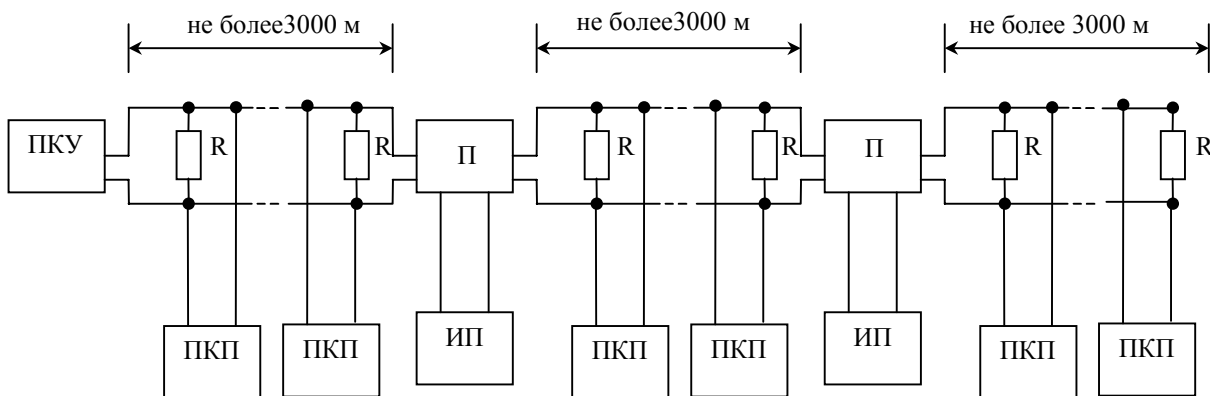 не более3000 м
не более3000 м
не более 3000 м
ПКУ
R
R
П
R
R
П
R
R
ПКП
ПКП
ИП
ПКП
ПКП
ИП
ПКП
ПКП